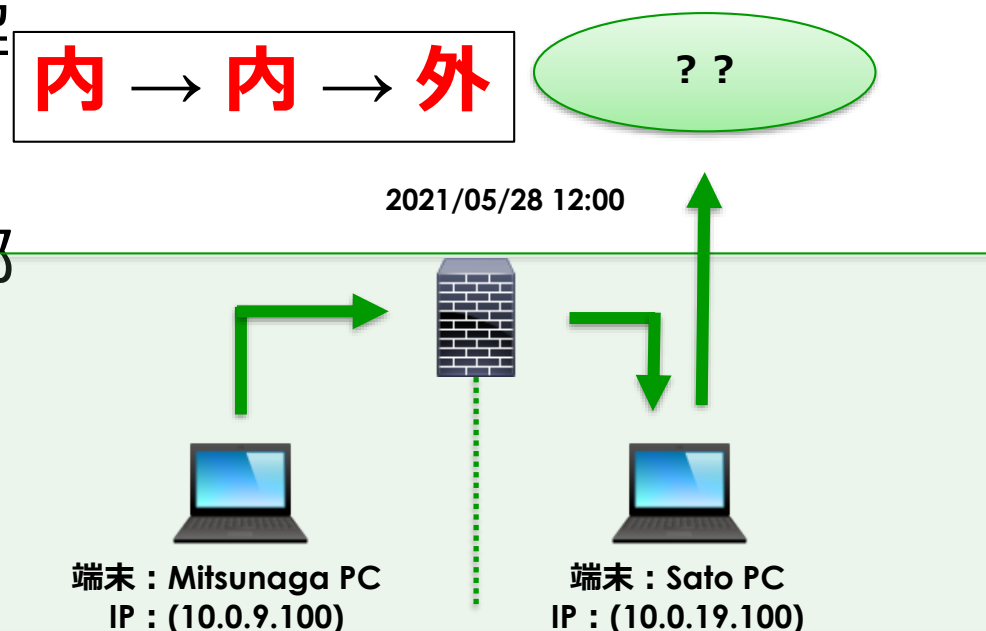 内 → 内 → 外
? ?
2021/05/28 12:00
端末：Mitsunaga PC
IP：(10.0.9.100)
端末：Sato PC
IP：(10.0.19.100)